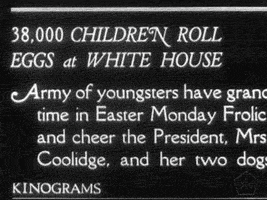 38,000 CHILDREN ROLL
EGGS at WHITE HOUSE
Army of youngsters have grand
time in Easter Monday Frolic
and cheer the President, Mrs.
Coolidge, and her two dogs
KINOGRAMS